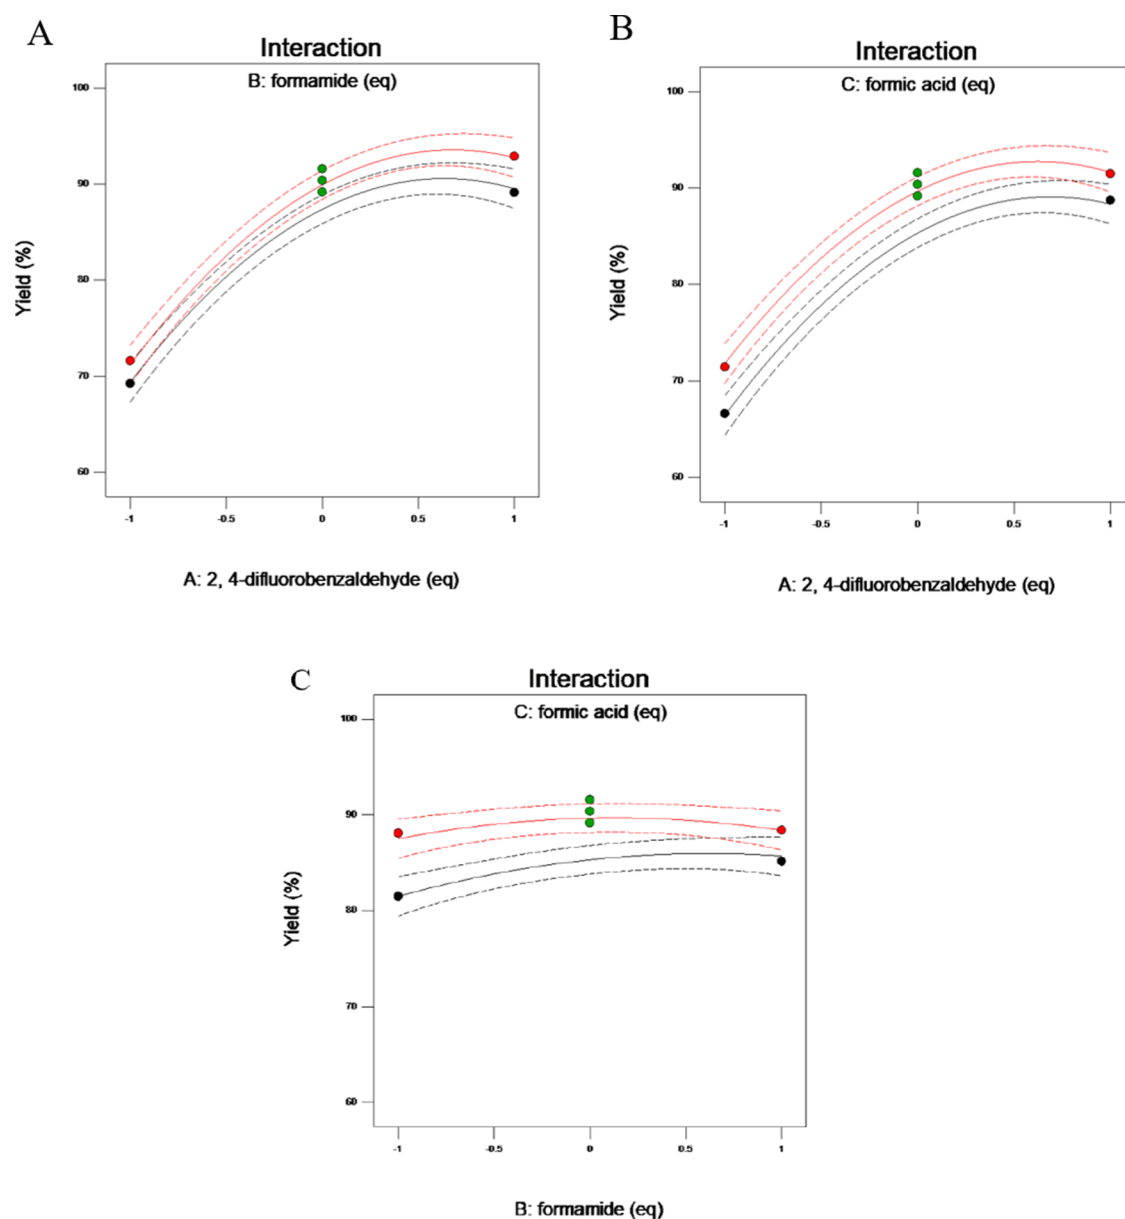 A
Interaction
B: formamide (eq)
100
90
80
70
60
Yield (%)
-1
-0.5
0
0.5
1
A: 2, 4-difluorobenzaldehyde (eq)
B
Interaction
C: formic acid (eq)
100
90
80
70
60
Yield (%)
-1
-0.5
0
0.5
1
A: 2, 4-difluorobenzaldehyde (eq)
C
Interaction
C: formic acid (eq)
100
90
80
70
60
Yield (%)
-1
-0.5
0
0.5
1
B: formamide (eq)